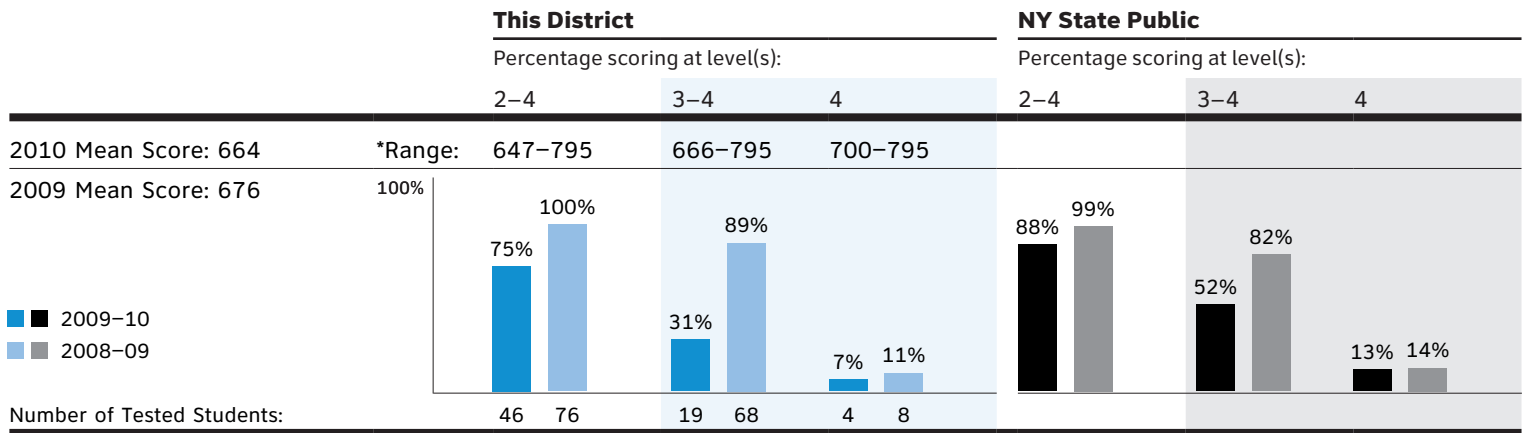 This District
NY State Public
Percentage scoring at level(s):
Percentage scoring at level(s):
2–4 3–4 4
2–4 3–4 4
2010 Mean Score: 664 *Range: 647–795 666–795 700–795
2009 Mean Score: 676
100%
75% 100% 31% 89% 7% 11%
88% 99% 52% 82% 13% 14%
2009–10
2008–09
Number of Tested Students: 46 76 19 68 4 8